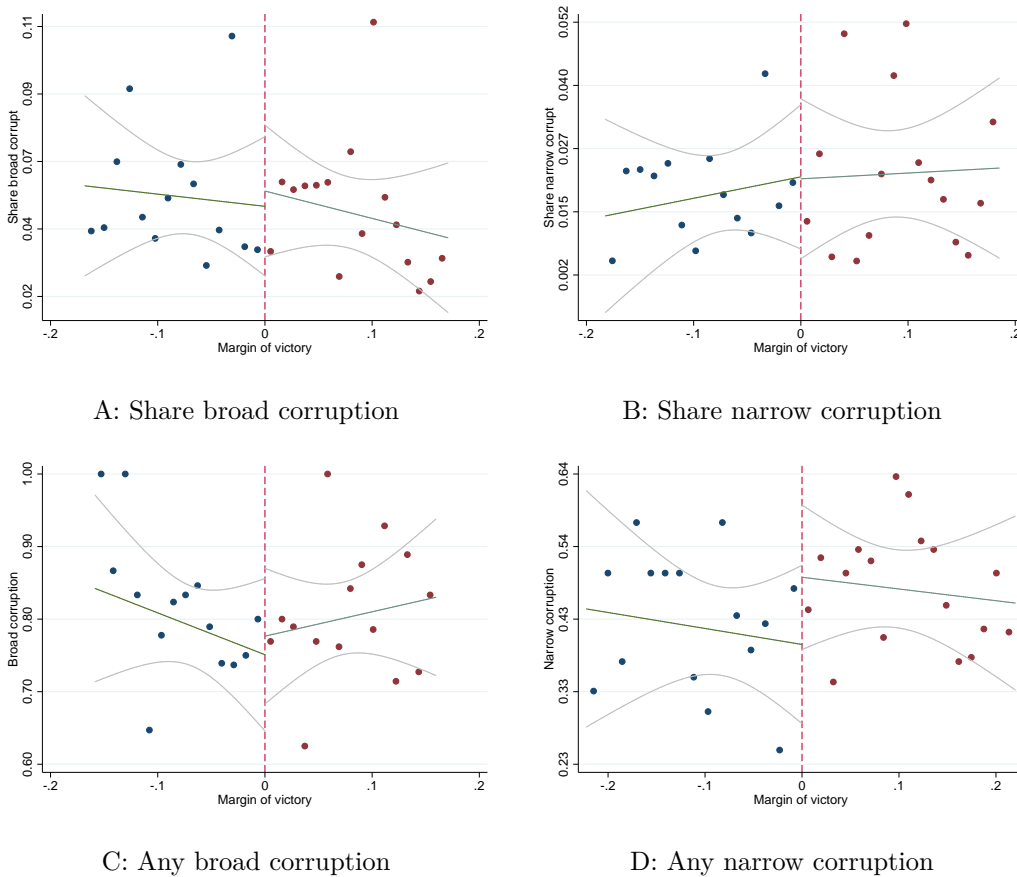 Share broad corrupt
0.11
0.09
0.07
0.04
0.02
-.2 -.1 0 .1 .2
Margin of victory
A: Share broad corruption
Share narrow corrupt
0.052
0.040
0.027
0.015
0.002
-.2 -.1 0 .1 .2
Margin of victory
B: Share narrow corruption
Broad corruption
1.00
0.90
0.80
0.70
0.60
-.2 -.1 0 .1 .2
Margin of victory
C: Any broad corruption
Narrow corruption
0.64
0.54
0.43
0.33
0.23
-.2 -.1 0 .1 .2
Margin of victory
D: Any narrow corruption